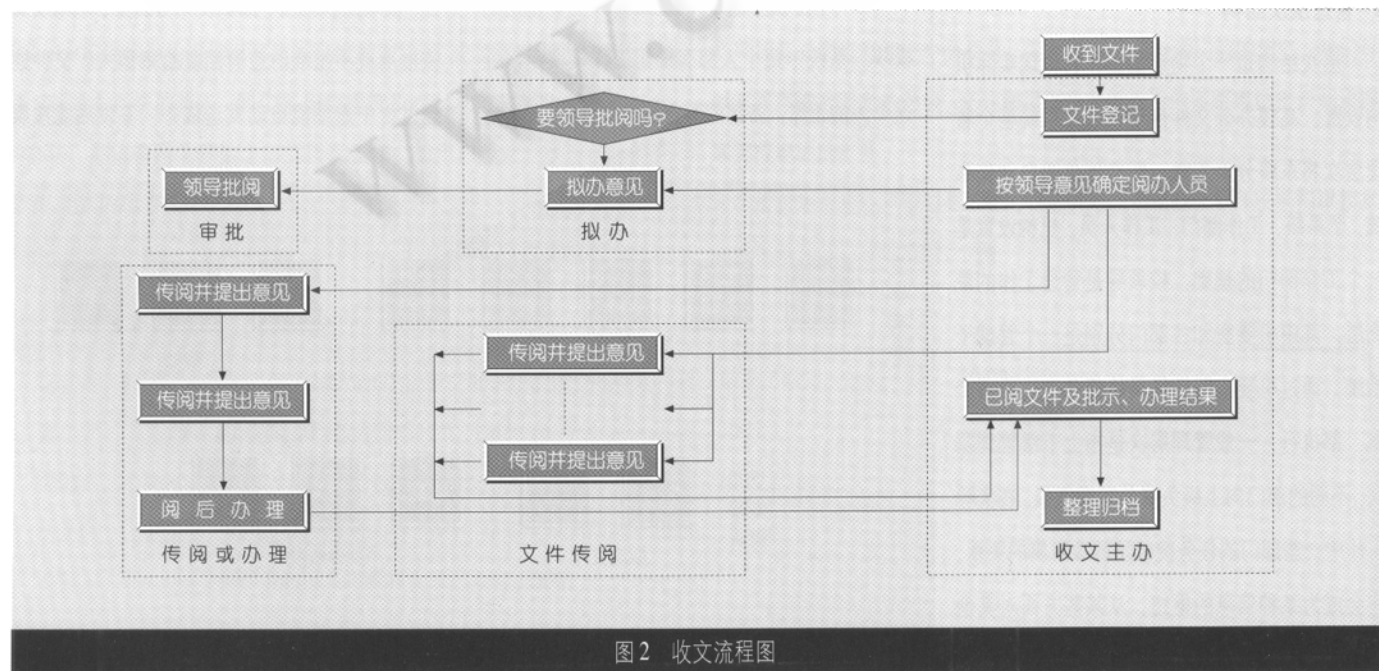 收到文件
文件登记
要领导批阅吗?
领导批阅
拟办意见
按领导意见确定阅办人员
审批
拟办
传阅并提出意见
传阅并提出意见
传阅并提出意见
已阅文件及批示、办理结果
传阅并提出意见
阅后办理
整理归档
传阅或办理
文件传阅
收文主办
图2 收文流程图
www.c